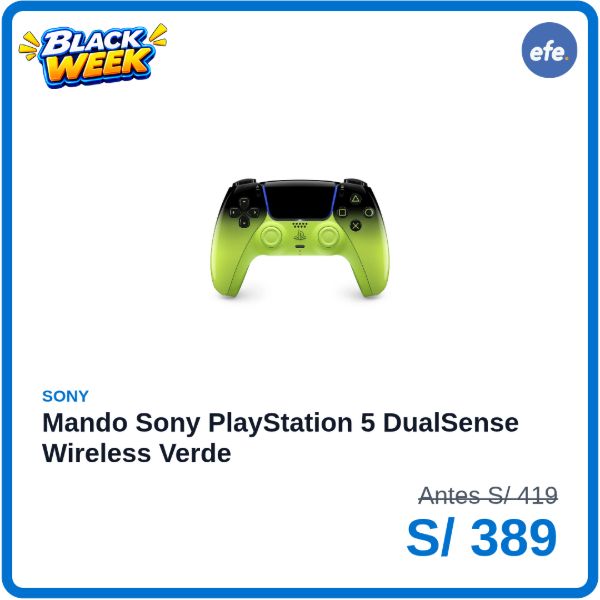 BLACK
WEEK
efe.
SONY
Mando Sony PlayStation 5 DualSense
Wireless Verde
Antes S/ 419
S/ 389